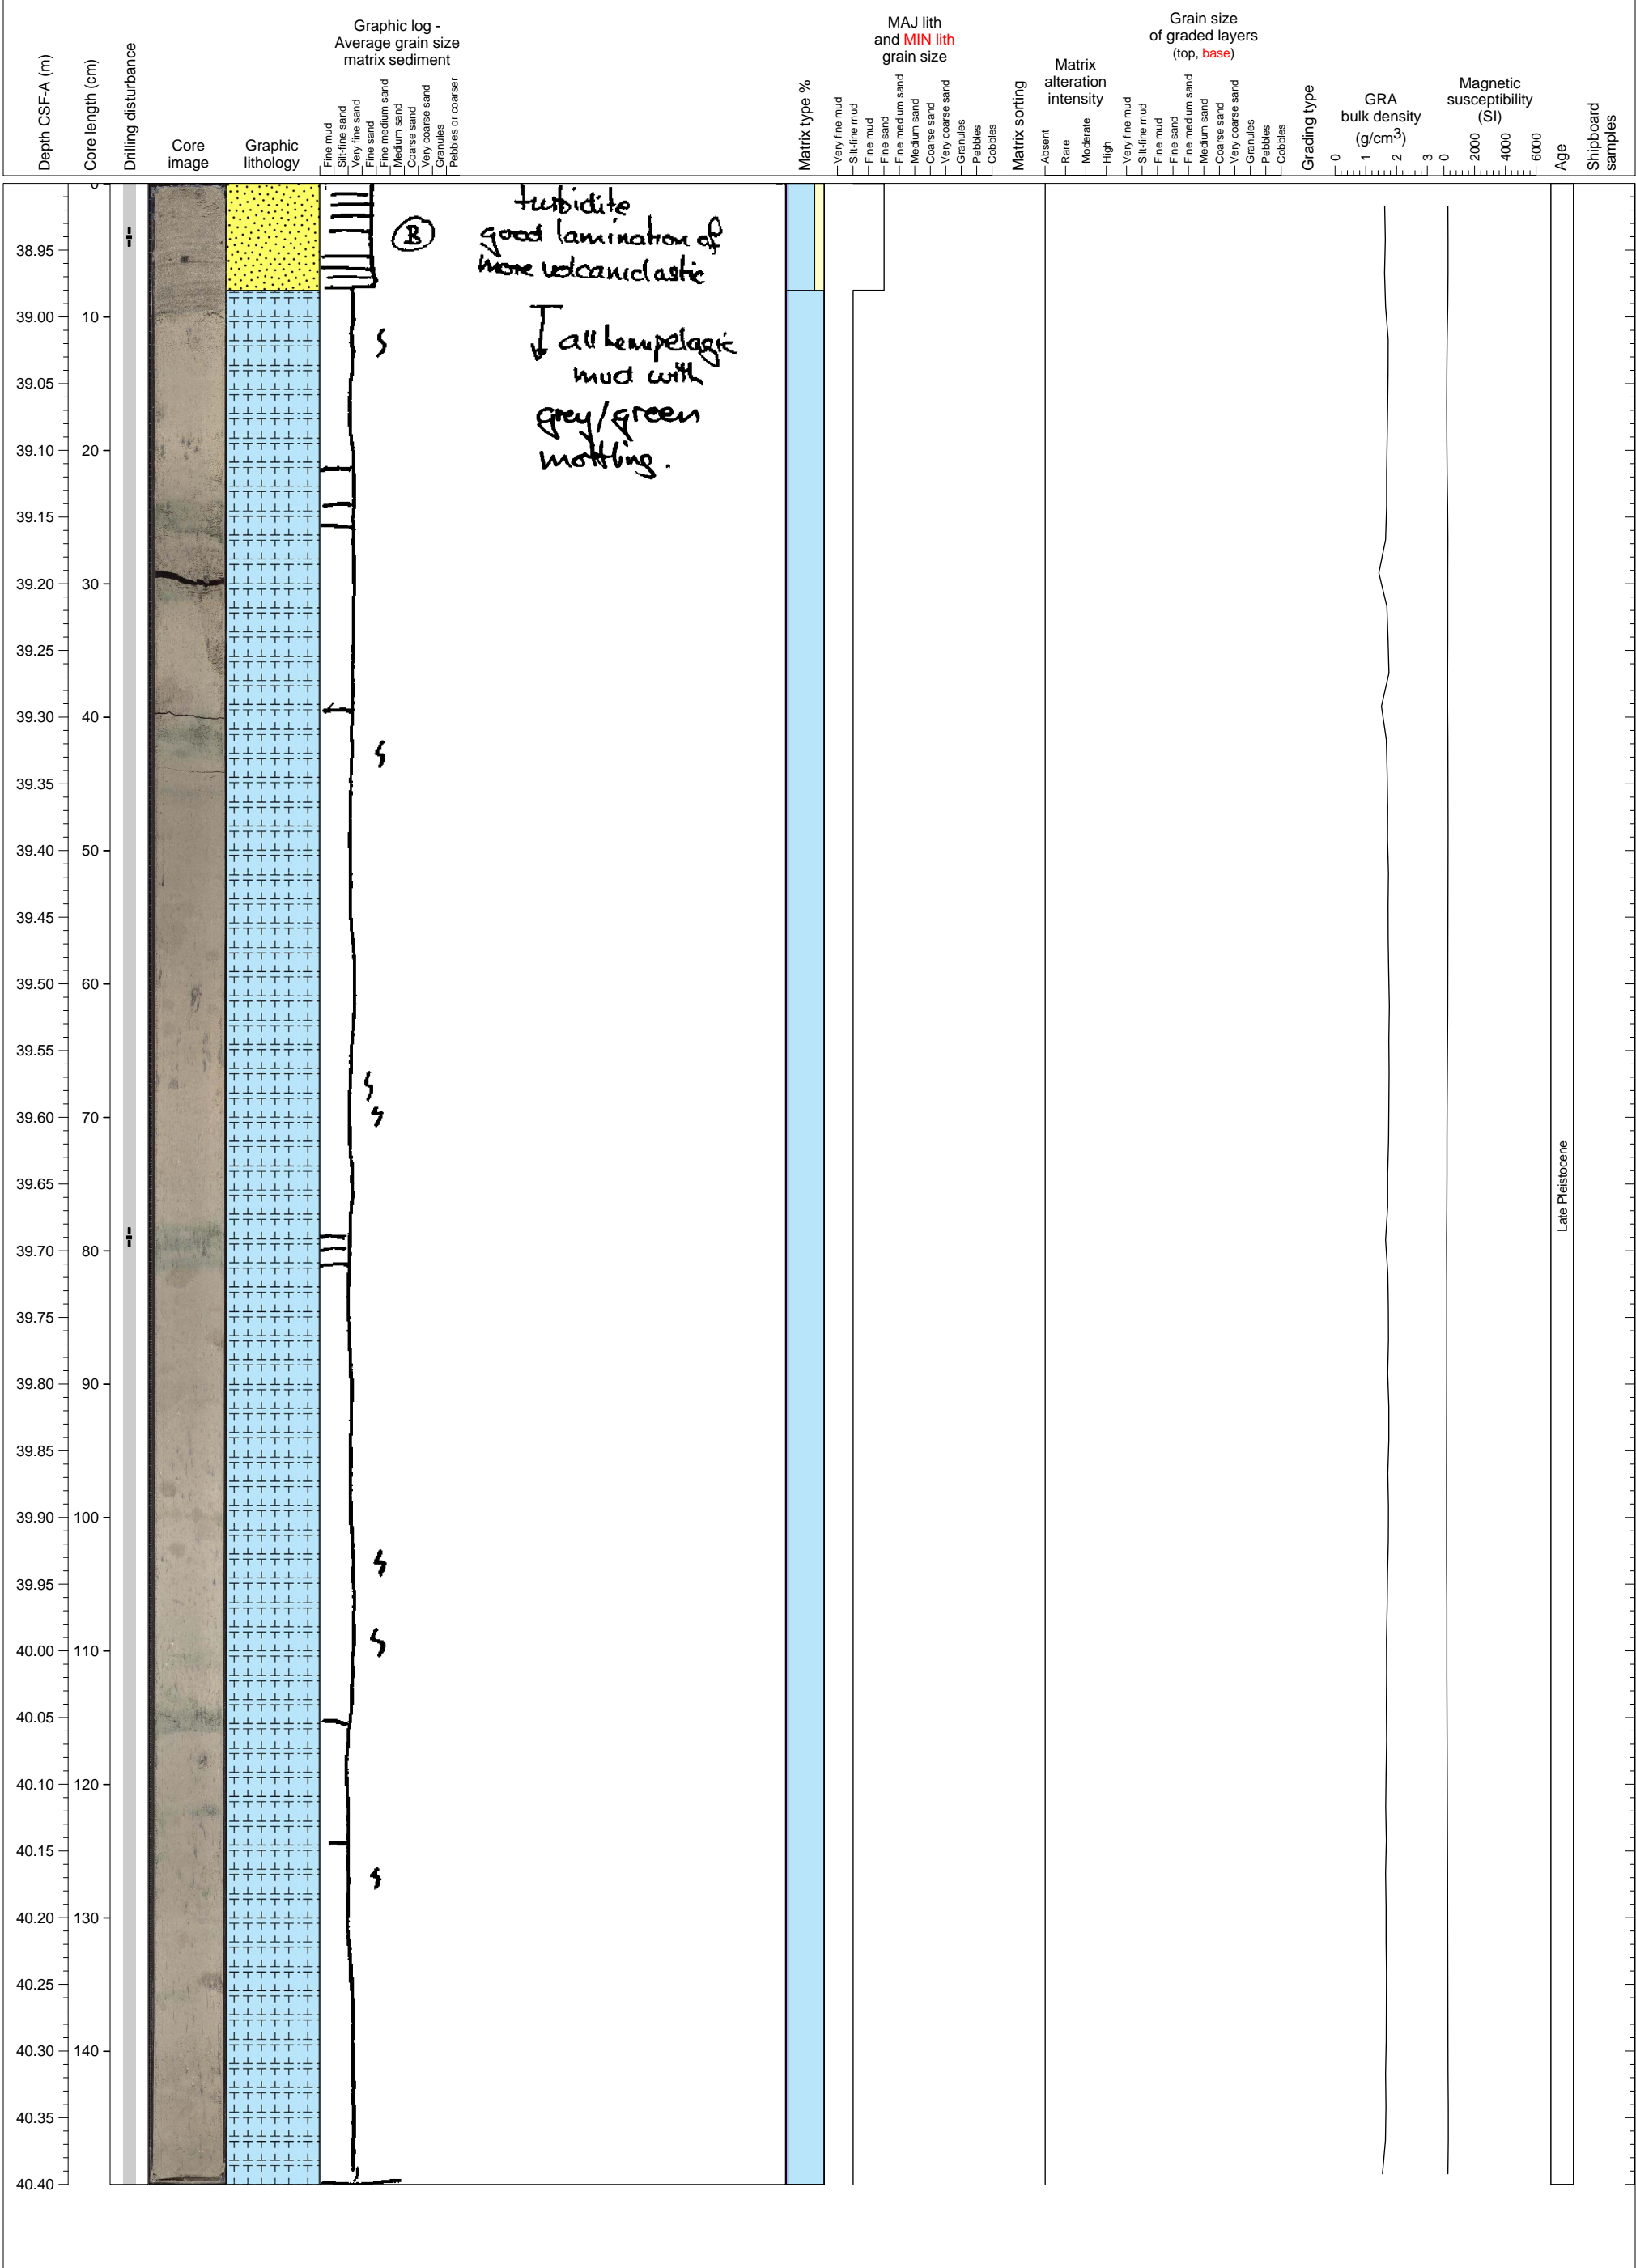 Depth CSF-A (m)
Core length (cm)
Drilling disturbance
Core
image
Graphic
lithology
Graphic log -
Average grain size
matrix sediment
Fine mud
Silt-fine sand
Very fine sand
Fine sand
Fine medium sand
Medium sand
Coarse sand
Very coarse sand
Granules
Pebbles or coarser
Matrix type %
MAJ lith
and MIN lith
grain size
Very fine mud
Silt-fine mud
Fine mud
Fine sand
Fine medium sand
Medium sand
Coarse sand
Very coarse sand
Granules
Pebbles
Cobbles
Matrix sorting
Matrix
alteration
intensity
Absent
Rare
Moderate
High
Grain size
of graded layers
(top, base)
Very fine mud
Silt-fine mud
Fine mud
Fine sand
Fine medium sand
Medium sand
Coarse sand
Very coarse sand
Granules
Pebbles
Cobbles
Grading type
GRA
bulk density
(g/cm3)
0
1
2
3
Magnetic
susceptibility
(SI)
0
2000
4000
6000
Age
Shipboard
samples
0
turbidite
B
good lamination of
more volcaniclastic
all hemipelagic
mud with
grey/green
mottling.
38.95
39.00
10
39.05
39.10
20
39.15
39.20
30
39.25
39.30
40
39.35
39.40
50
39.45
39.50
60
39.55
39.60
70
39.65
39.70
80
39.75
39.80
90
39.85
39.90
100
39.95
40.00
110
40.05
40.10
120
40.15
40.20
130
40.25
40.30
140
40.35
40.40
Late Pleistocene